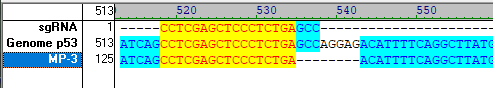 513 520 530 540 550
sgRNA 1 -----CCTCGAGCTCCCTCTGAGCC---------------------
Genome p53 513 ATCAGCCTCGAGCTCCCTCTGAGCCAGGAGACATTTTCAGGCTTATG
MP-3 125 ATCAGCCTCGAGCTCCCTCTGA--------ACATTTTCAGGCTTATG